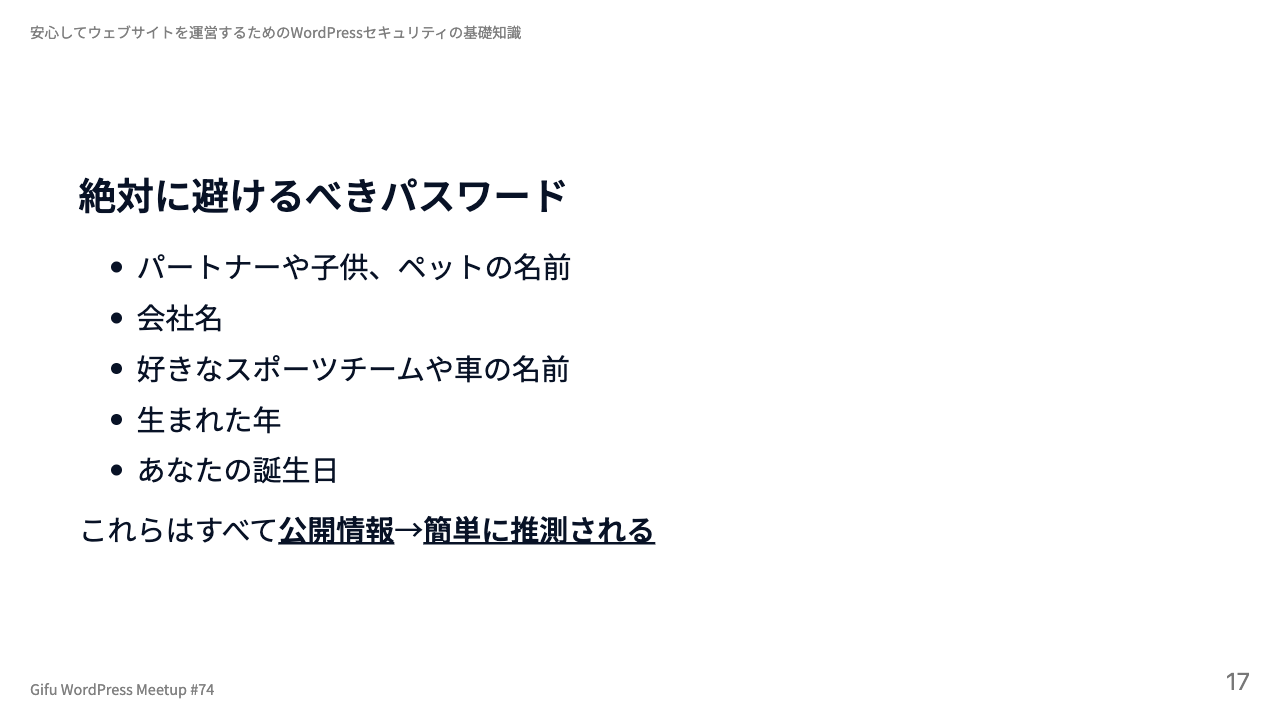 安心してウェブサイトを運営するためのWordPressセキュリティの基礎知識
絶対に避けるべきパスワード
• パートナーや子供、ペットの名前
• 会社名
• 好きなスポーツチームや車の名前
• 生まれた年
• あなたの誕生日
これらはすべて公開情報→簡単に推測される
Gifu WordPress Meetup #74
17